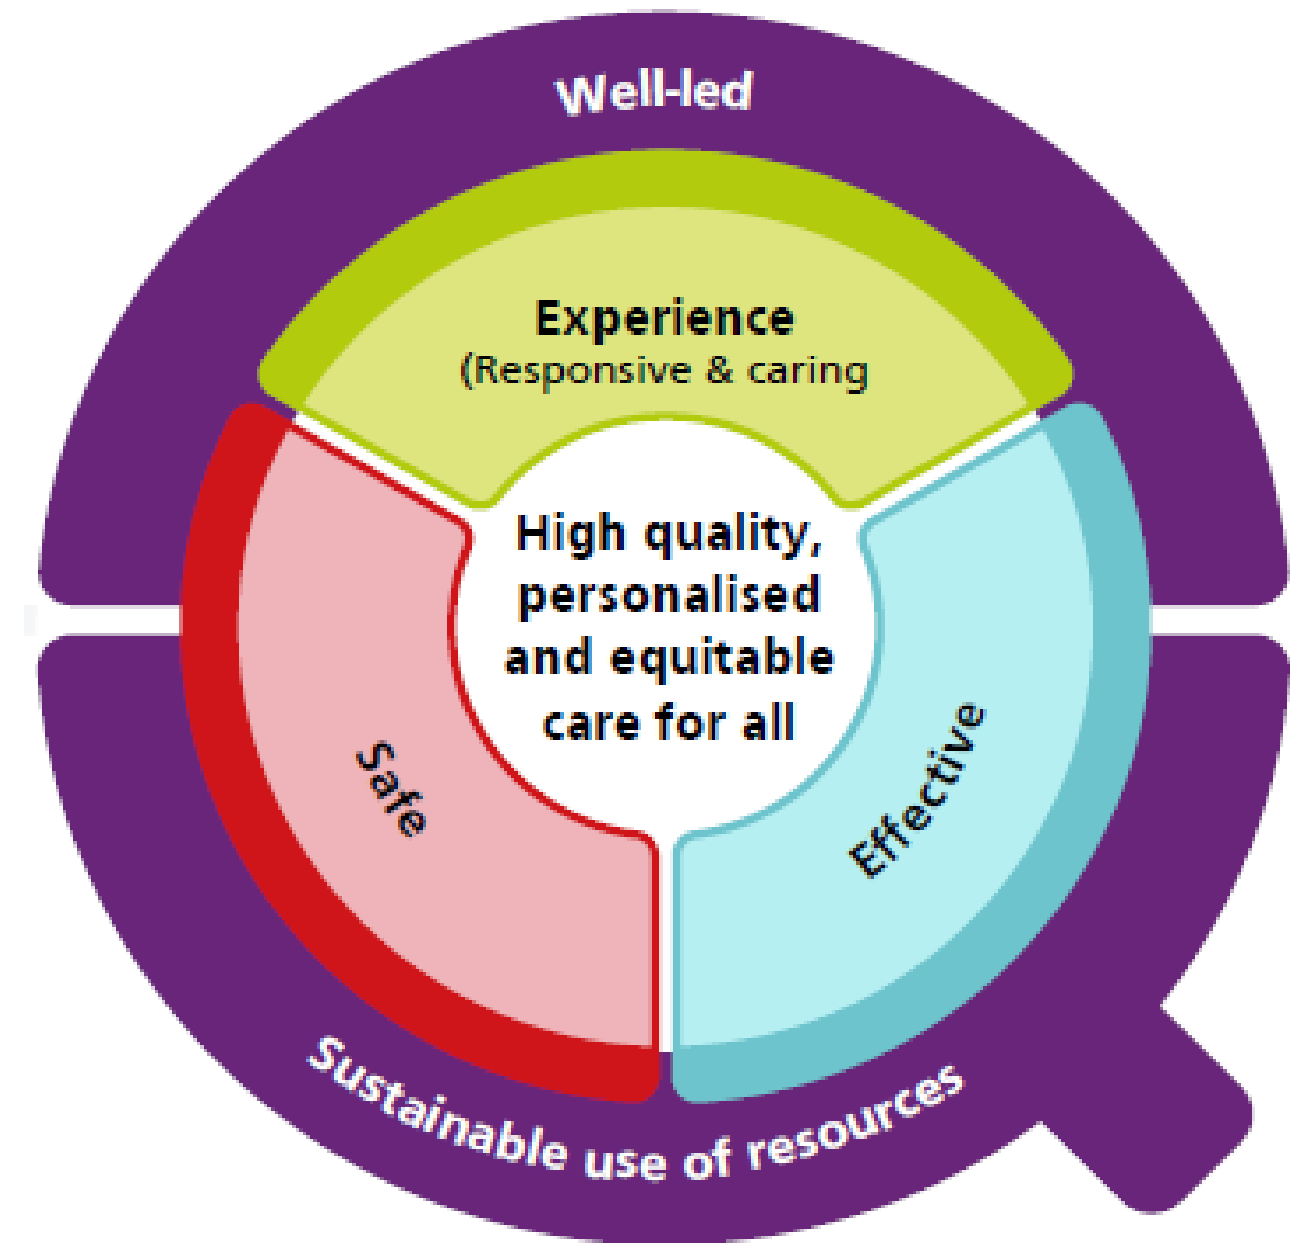 Well-led
Experience
(Responsive & caring
High quality,
personalised
and equitable
care for all
Safe
Effective
Sustainable use of resources